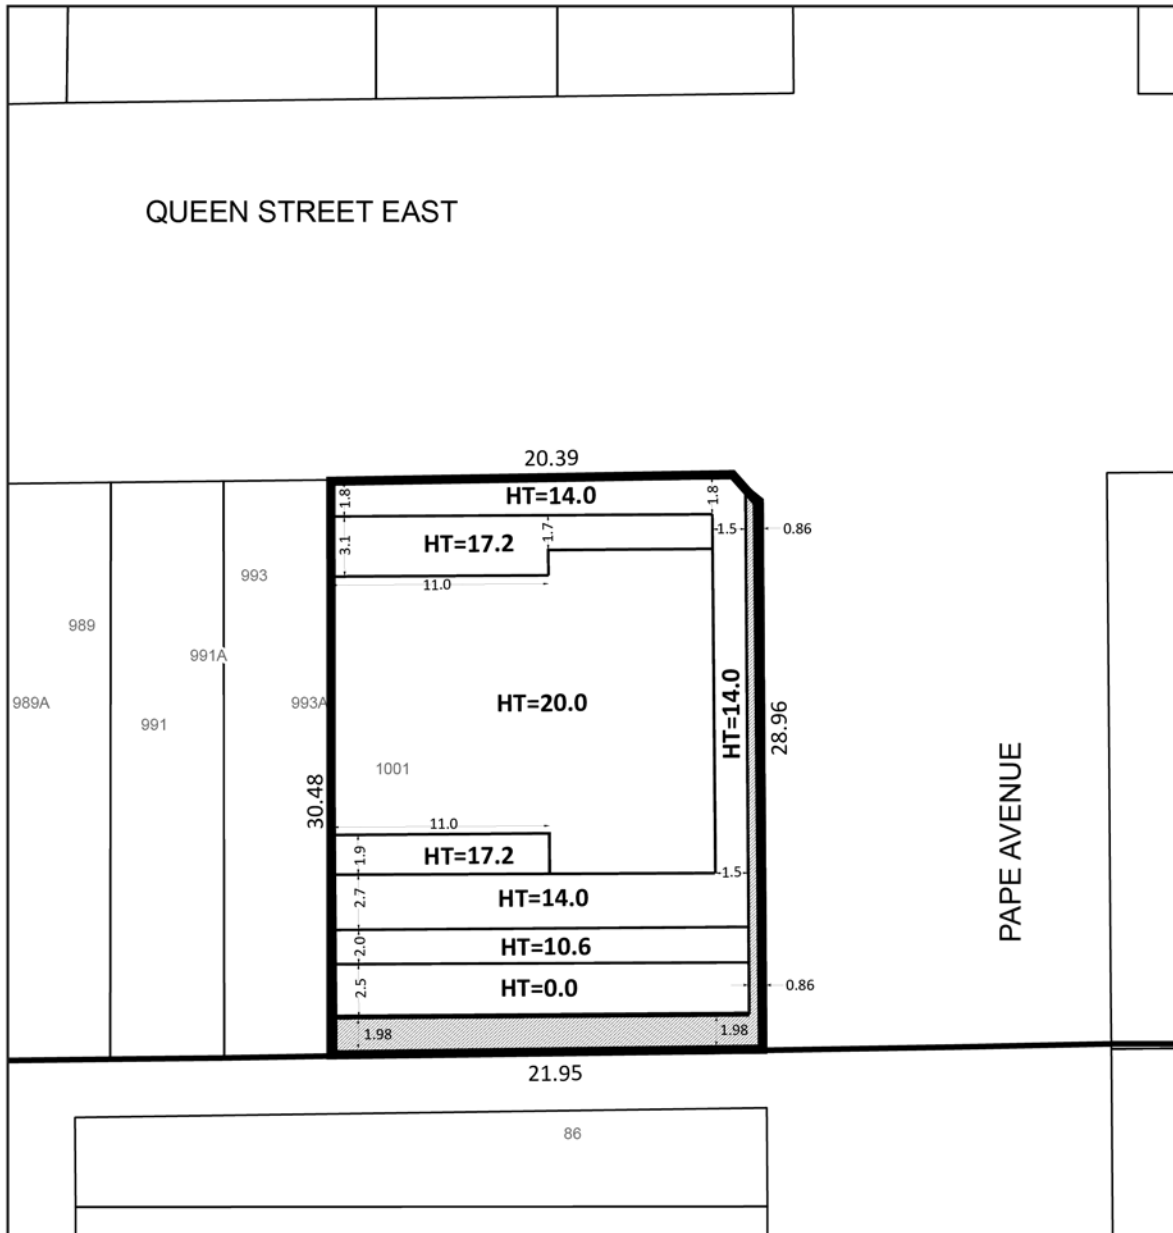 QUEEN STREET EAST
20.39
1.8
HT=14.0
1.8
3.1
HT=17.2
1.7
1.5
0.86
993
11.0
989
991A
989A
993A
HT=20.0
HT=14.0
991
28.96
1001
30.48
PAPE AVENUE
11.0
1.9
HT=17.2
1.5
2.7
HT=14.0
2.0
HT=10.6
2.5
HT=0.0
0.86
1.98
1.98
21.95
86